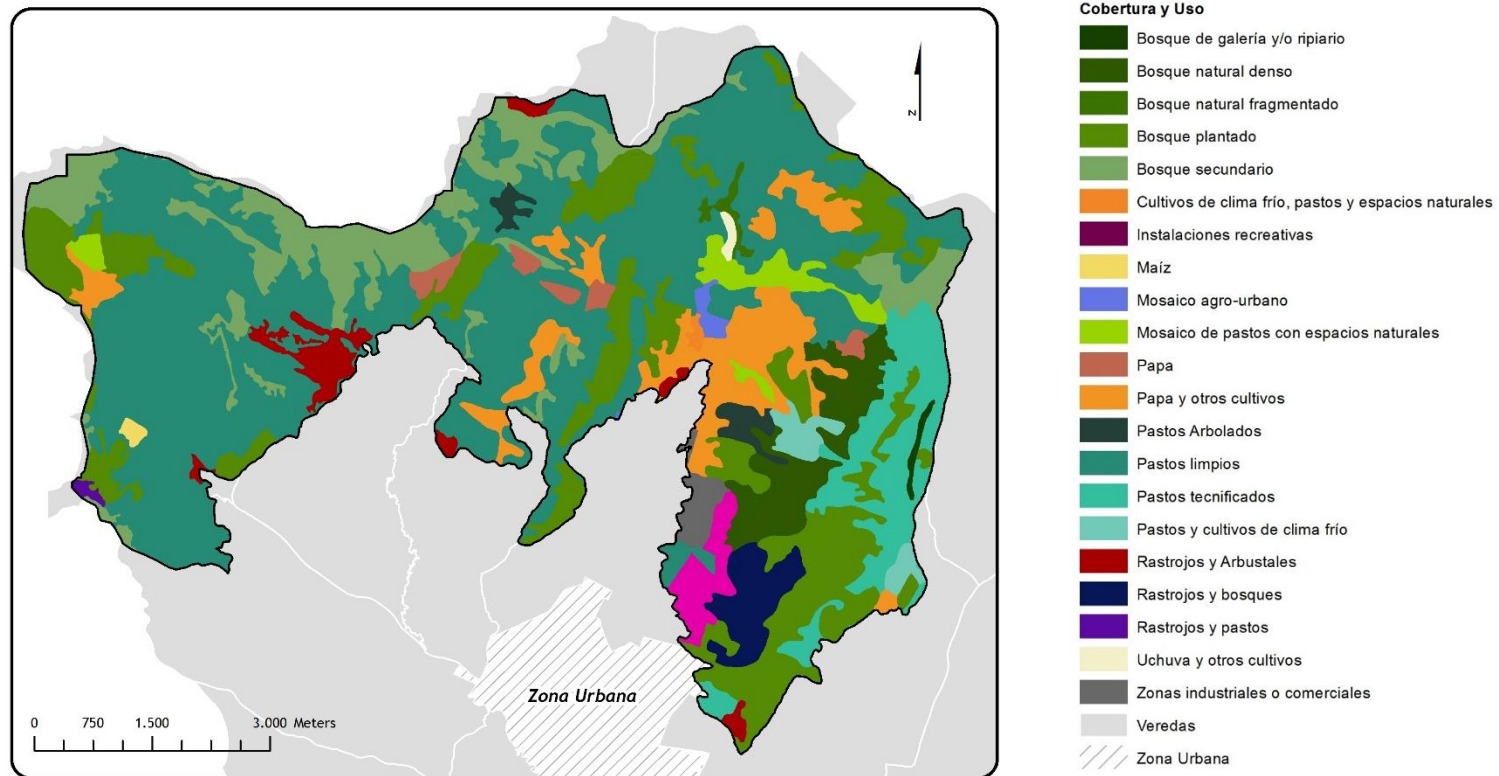 N
Zona Urbana
0 750 1.500 3.000 Meters
Cobertura y Uso
Bosque de galería y/o ripiario
Bosque natural denso
Bosque natural fragmentado
Bosque plantado
Bosque secundario
Cultivos de clima frío, pastos y espacios naturales
Instalaciones recreativas
Maíz
Mosaico agro-urbano
Mosaico de pastos con espacios naturales
Papa
Papa y otros cultivos
Pastos Arbolados
Pastos limpios
Pastos tecnificados
Pastos y cultivos de clima frío
Rastrojos y Arbustales
Rastrojos y bosques
Rastrojos y pastos
Uchuva y otros cultivos
Zonas industriales o comerciales
Veredas
Zona Urbana